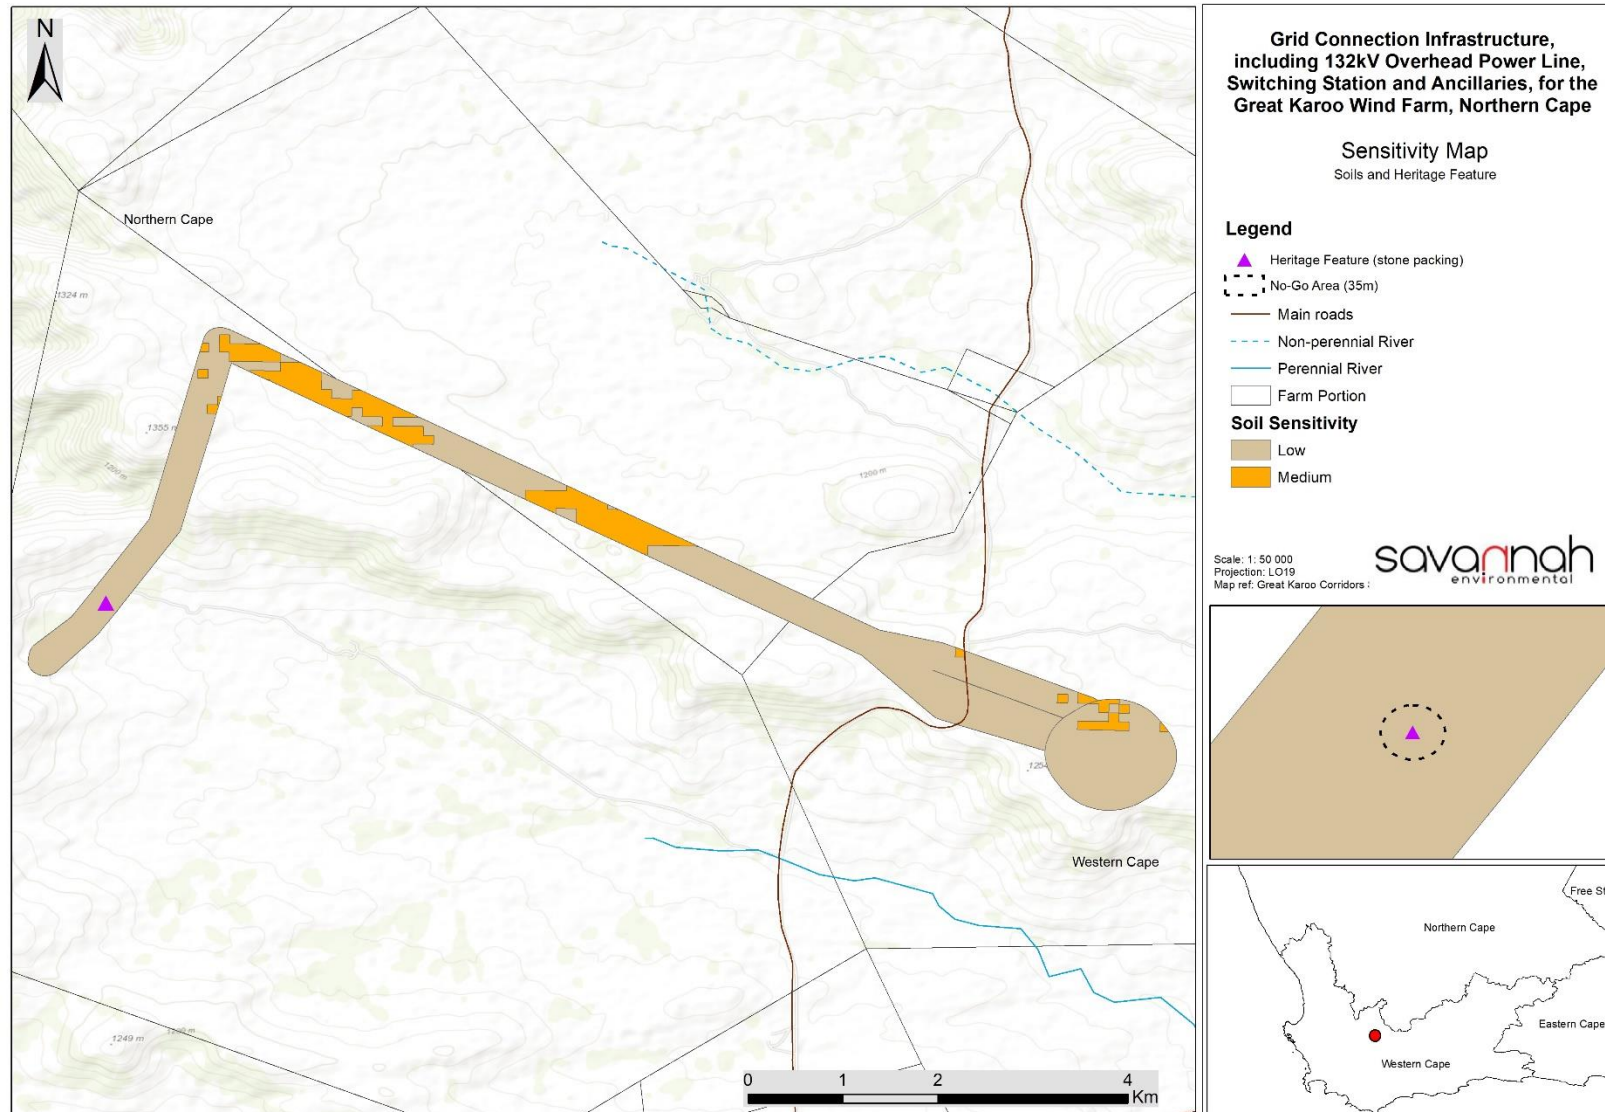 N
Northern Cape
1324 m
1355 m
1300 m
1200 m
1254
Western Cape
1249 m
0 1 2 4
Km
Grid Connection Infrastructure,
including 132kV Overhead Power Line,
Switching Station and Ancillaries, for the
Great Karoo Wind Farm, Northern Cape
Sensitivity Map
Soils and Heritage Feature
Legend
Heritage Feature (stone packing)
No-Go Area (35m)
Main roads
Non-perennial River
Perennial River
Farm Portion
Soil Sensitivity
Low
Medium
Scale: 1: 50 000
Projection: LO19
Map ref: Great Karoo Corridors :
savannah
environmental
Free St
Northern Cape
Eastern Cape
Western Cape